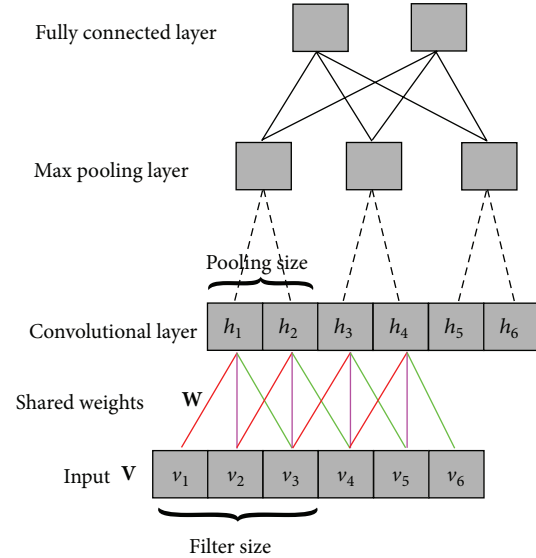 Fully connected layer
Max pooling layer
Pooling size
Convolutional layer h₁ h₂ h₃ h₄ h₅ h₆
Shared weights W
Input V v₁ v₂ v₃ v₄ v₅ v₆
Filter size